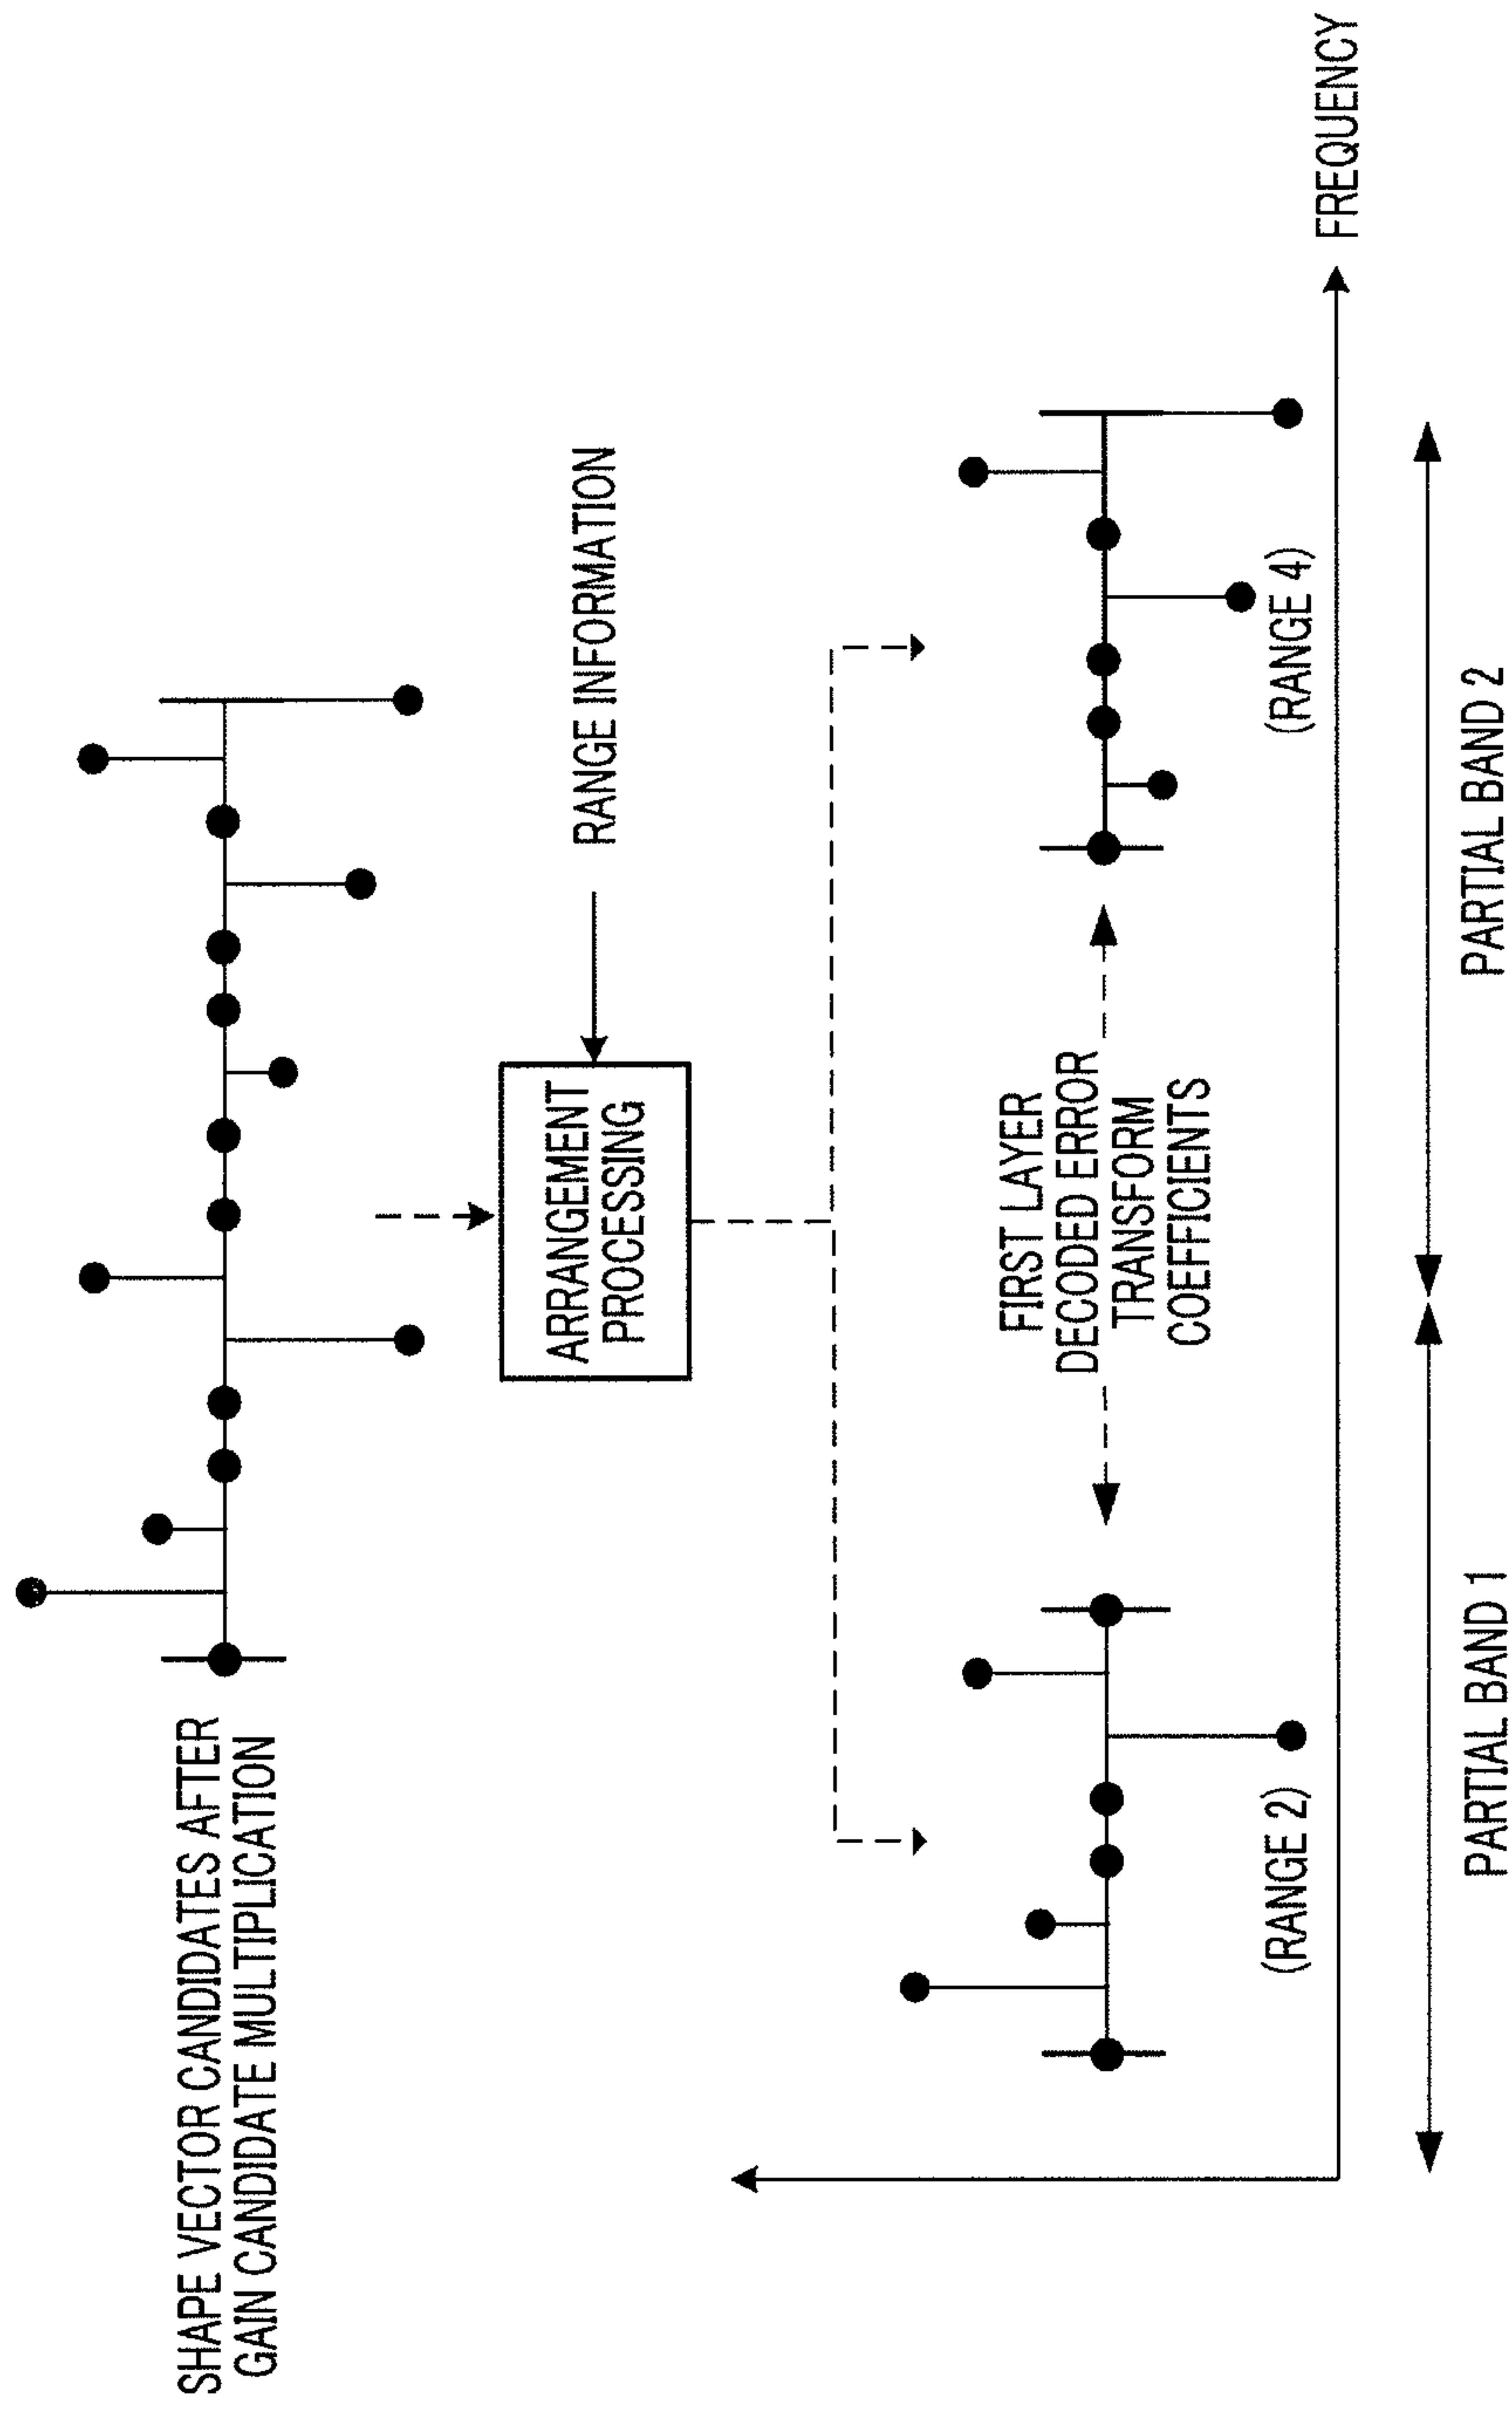 SHAPE VECTOR CANDIDATES AFTER
GAIN CANDIDATE MULTIPLICATION
ARRANGEMENT
PROCESSING
RANGE INFORMATION
FIRST LAYER
DECODED ERROR
TRANSFORM
COEFFICIENTS
(RANGE 2)
(RANGE 4)
FREQUENCY
PARTIAL BAND 1
PARTIAL BAND 2